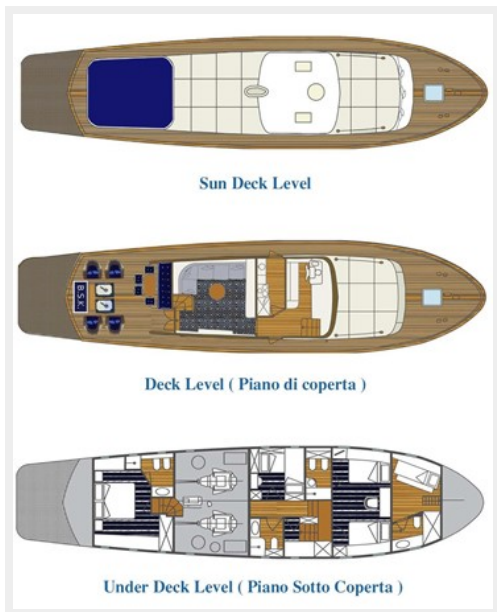 Sun Deck Level
B.S.K.
Deck Level ( Piano di coperta )
Under Deck Level ( Piano Sotto Coperta )